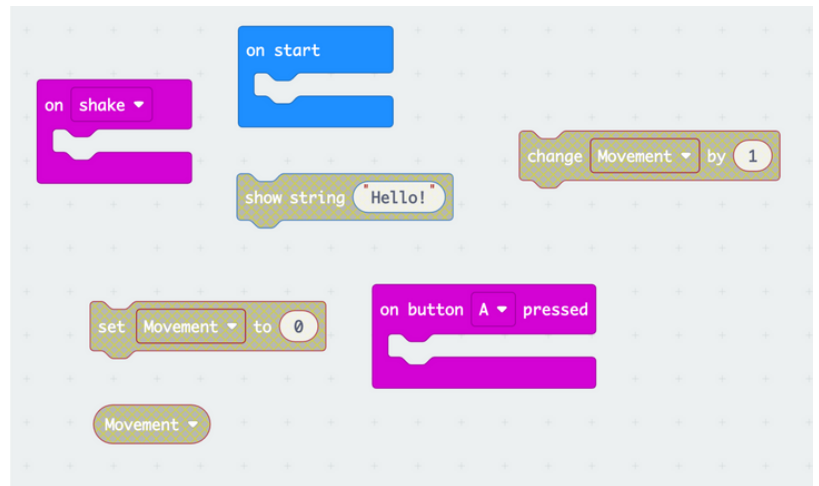 on start
on shake
change Movement by 1
show string "Hello!"
set Movement to 0
on button A pressed
Movement